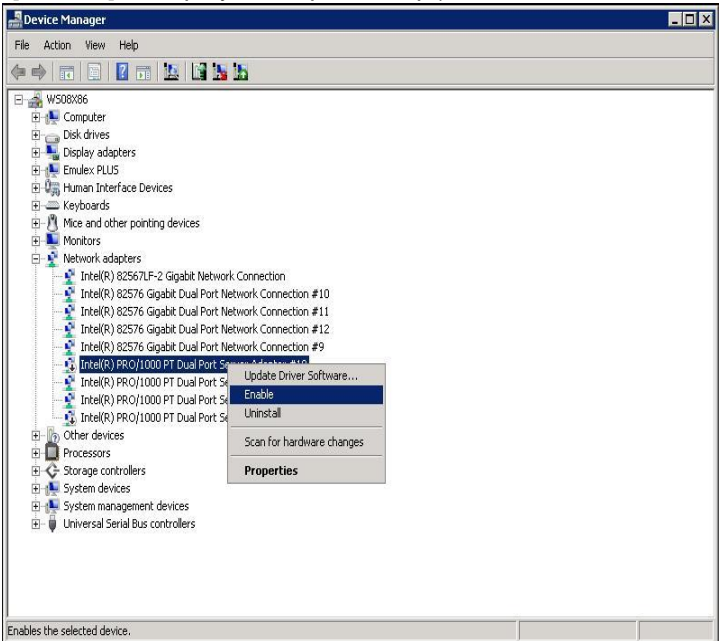 Device Manager
File Action View Help
WS08X86
Computer
Disk drives
Display adapters
Emulex PLUS
Human Interface Devices
Keyboards
Mice and other pointing devices
Monitors
Network adapters
Intel(R) 82567LF-2 Gigabit Network Connection
Intel(R) 82576 Gigabit Dual Port Network Connection #10
Intel(R) 82576 Gigabit Dual Port Network Connection #11
Intel(R) 82576 Gigabit Dual Port Network Connection #12
Intel(R) 82576 Gigabit Dual Port Network Connection #9
Intel(R) PRO/1000 PT Dual Port
Intel(R) PRO/1000 PT Dual Port Se
Intel(R) PRO/1000 PT Dual Port Se
Intel(R) PRO/1000 PT Dual Port Se
Update Driver Software...
Enable
Uninstall
Scan for hardware changes
Properties
Other devices
Processors
Storage controllers
System devices
System management devices
Universal Serial Bus controllers
Enables the selected device.